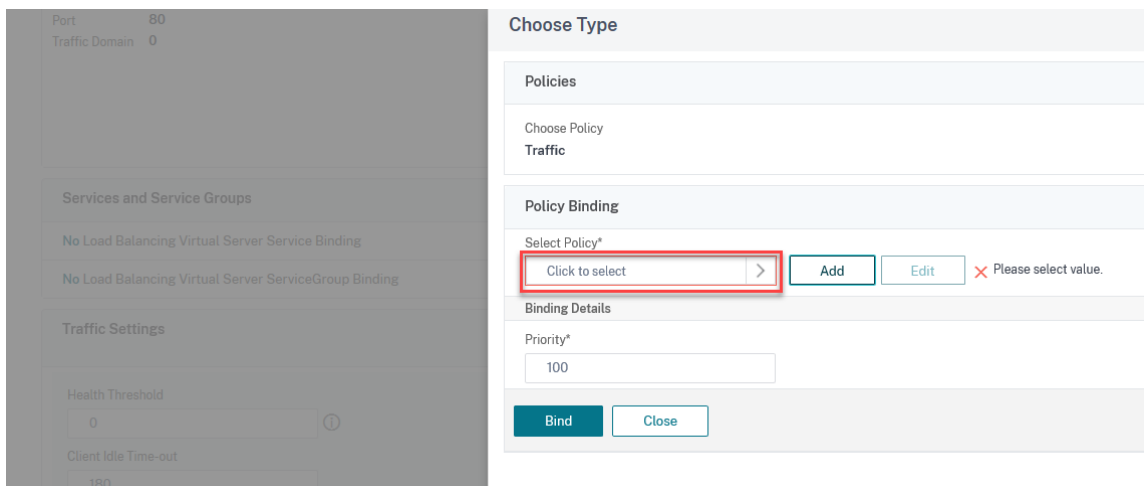 Port 80
Traffic Domain 0
Services and Service Groups
No Load Balancing Virtual Server Service Binding
No Load Balancing Virtual Server ServiceGroup Binding
Traffic Settings
Health Threshold
0
Client Idle Time-out
180
Choose Type
Policies
Choose Policy
Traffic
Policy Binding
Select Policy*
Click to select Add Edit Please select value.
Binding Details
Priority*
100
Bind Close